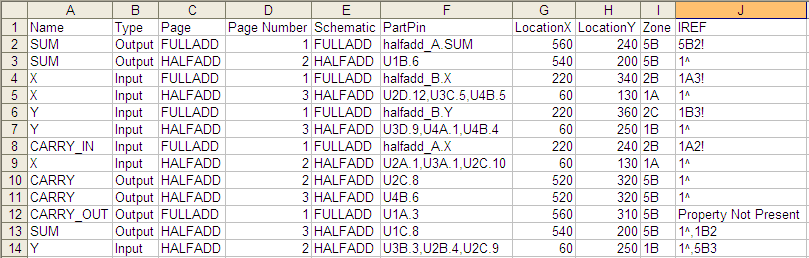 A B C D E F G H I J
1 Name Type Page Page Number Schematic PartPin LocationX LocationY Zone IREF
2 SUM Output FULLADD 1 FULLADD halfadd_A.SUM 560 240 5B 5B2!
3 SUM Output HALFADD 2 HALFADD U1B.6 540 200 5B 1^
4 X Input FULLADD 1 FULLADD halfadd_B.X 220 340 2B 1A3!
5 X Input HALFADD 3 HALFADD U2D.12,U3C.5,U4B.5 60 130 1A 1^
6 Y Input FULLADD 1 FULLADD halfadd_B.Y 220 360 2C 1B3!
7 Y Input HALFADD 3 HALFADD U3D.9,U4A.1,U4B.4 60 250 1B 1^
8 CARRY_IN Input FULLADD 1 FULLADD halfadd_A.X 220 240 2B 1A2!
9 X Input HALFADD 2 HALFADD U2A.1,U3A.1,U2C.10 60 130 1A 1^
10 CARRY Output HALFADD 2 HALFADD U2C.8 520 320 5B 1^
11 CARRY Output HALFADD 3 HALFADD U4B.6 520 320 5B 1^
12 CARRY_OUT Output FULLADD 1 FULLADD U1A.3 560 310 5B Property Not Present
13 SUM Output HALFADD 3 HALFADD U1C.8 540 200 5B 1^,1B2
14 Y Input HALFADD 2 HALFADD U3B.3,U2B.4,U2C.9 60 250 1B 1^,5B3